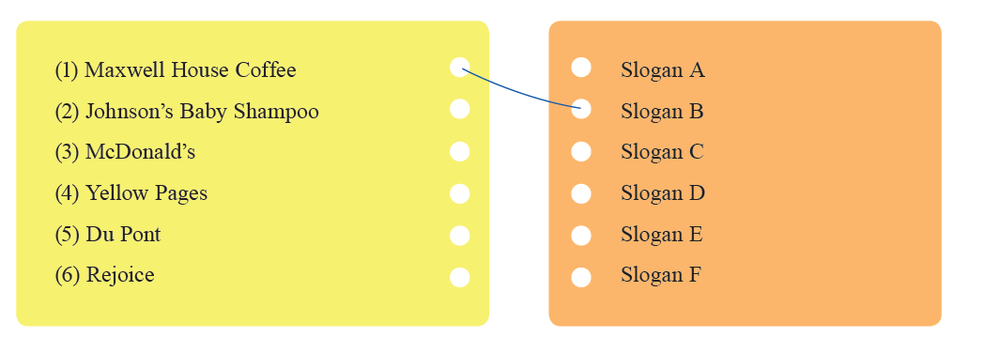 (1) Maxwell House Coffee
(2) Johnson’s Baby Shampoo
(3) McDonald’s
(4) Yellow Pages
(5) Du Pont
(6) Rejoice
Slogan A
Slogan B
Slogan C
Slogan D
Slogan E
Slogan F